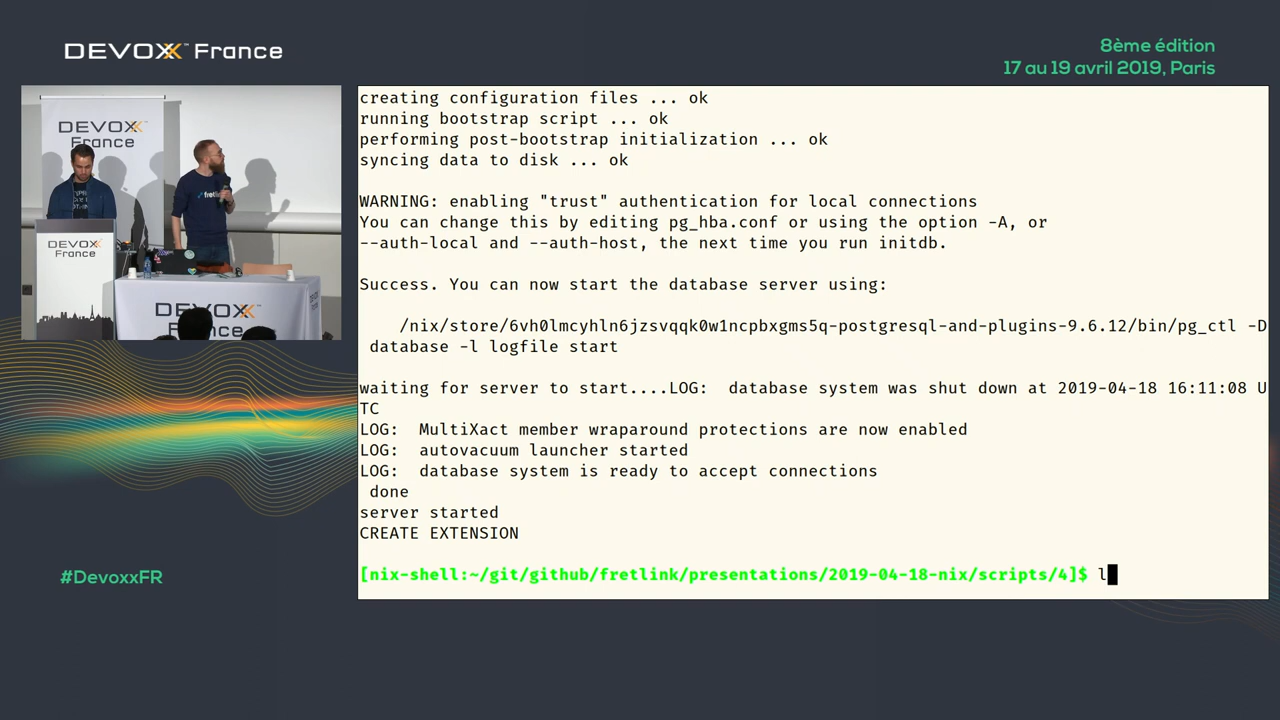 DEVOXX™ France
8ème édition
17 au 19 avril 2019, Paris
DEVOXX
France
fretlink
DEVOXX
France
DEVOXX
France
creating configuration files ... ok
running bootstrap script ... ok
performing post-bootstrap initialization ... ok
syncing data to disk ... ok
WARNING: enabling "trust" authentication for local connections
You can change this by editing pg_hba.conf or using the option -A, or
--auth-local and --auth-host, the next time you run initdb.
Success. You can now start the database server using:
/nix/store/6vh0lmcyhln6jzsvqqk0w1ncpbxgms5q-postgresql-and-plugins-9.6.12/bin/pg_ctl -D
database -l logfile start
waiting for server to start....LOG:  database system was shut down at 2019-04-18 16:11:08 U
TC
LOG:  MultiXact member wraparound protections are now enabled
LOG:  autovacuum launcher started
LOG:  database system is ready to accept connections
done
server started
CREATE EXTENSION
[nix-shell:~/git/github/fretlink/presentations/2019-04-18-nix/scripts/4]$ l
#DevoxxFR